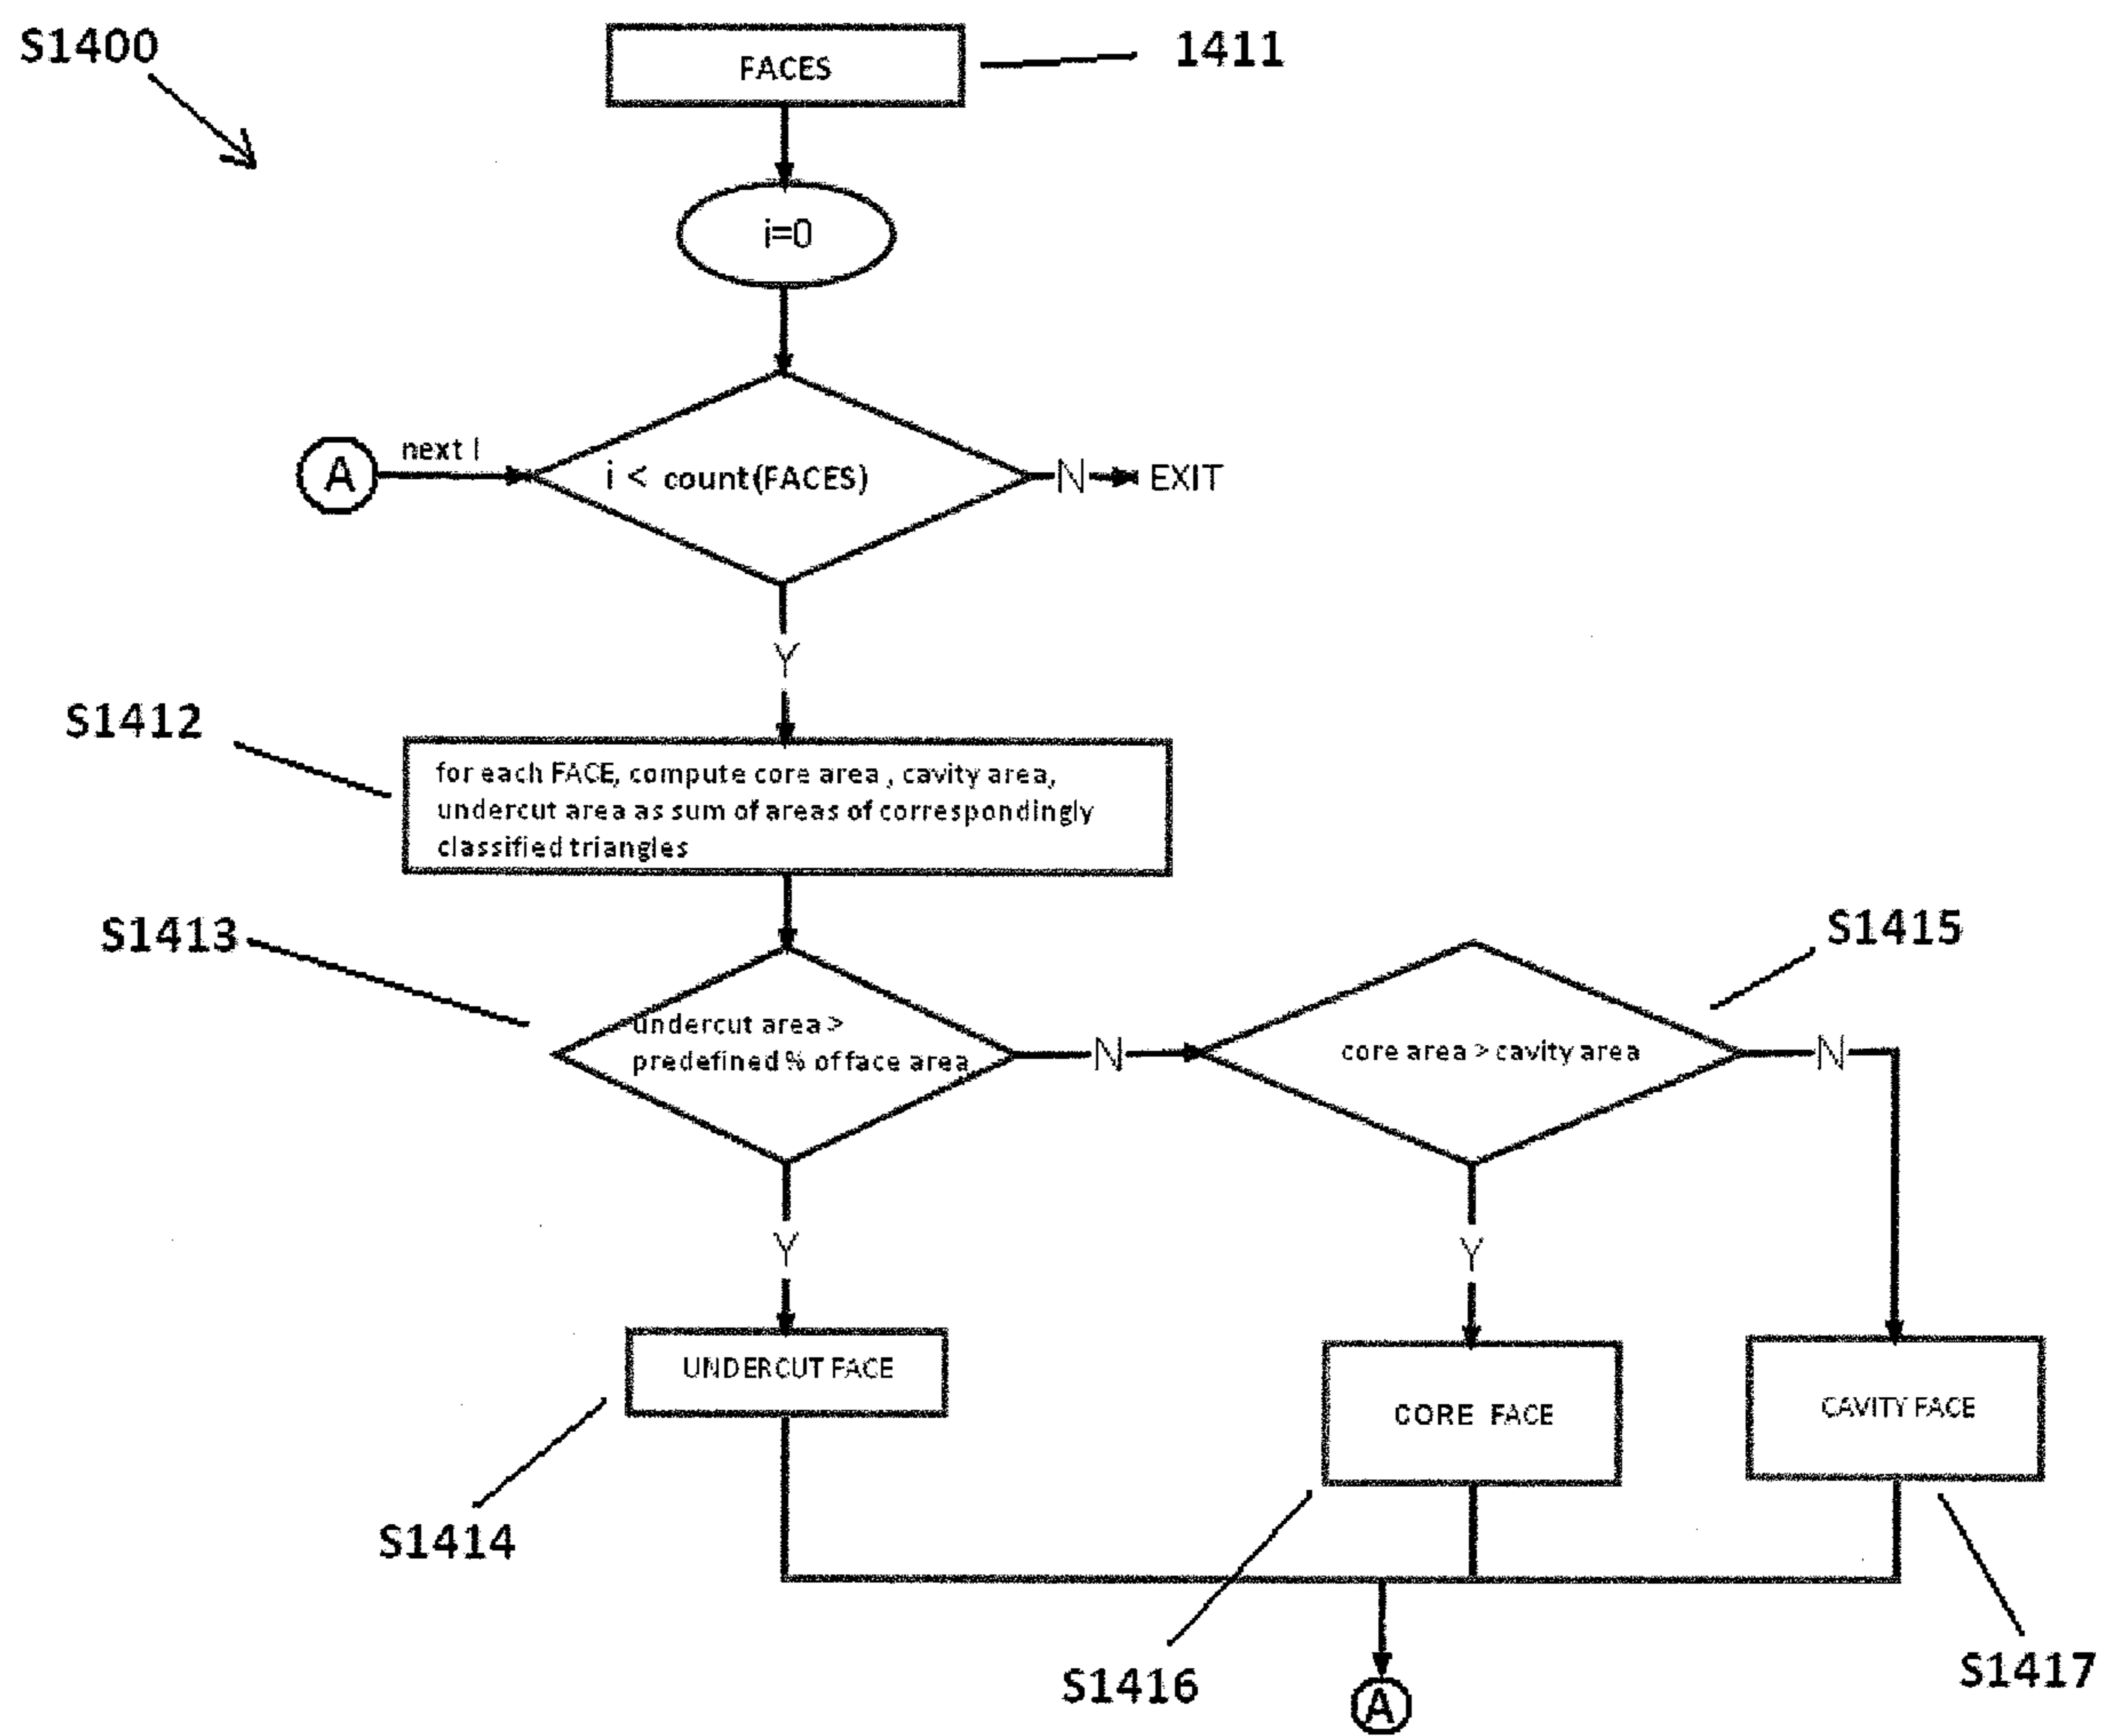 S1400
FACES
1411
i=0
A
next I
i < count(FACES)
N
EXIT
Y
S1412
for each FACE, compute core area , cavity area,
undercut area as sum of areas of correspondingly
classified triangles
S1413
undercut area >
predefined % of face area
N
core area > cavity area
S1415
N
Y
Y
UNDERCUT FACE
CORE FACE
CAVITY FACE
S1414
S1416
S1417
A